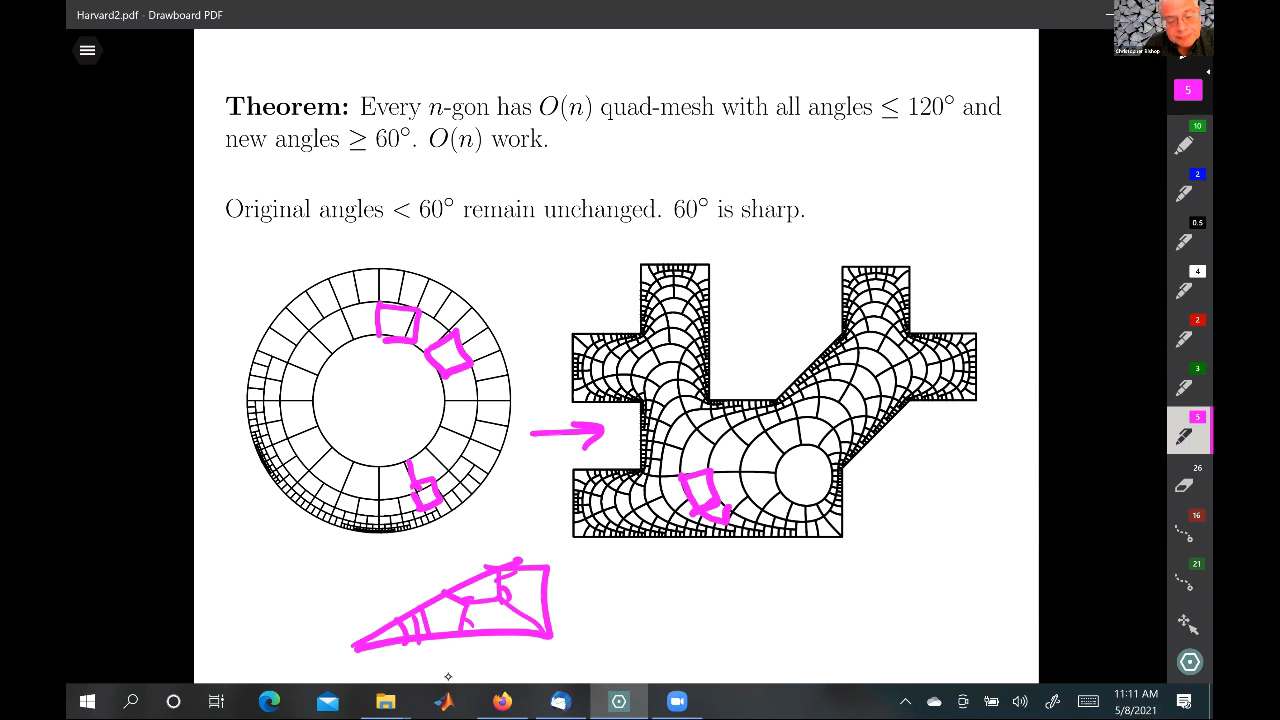 Harvard2.pdf - Drawboard PDF
Christopher Bishop
5
Theorem: Every n-gon has O(n) quad-mesh with all angles ≤ 120° and
new angles ≥ 60°. O(n) work.
Original angles < 60° remain unchanged. 60° is sharp.
10
2
0.5
4
2
3
5
26
16
21
11:11 AM
5/8/2021